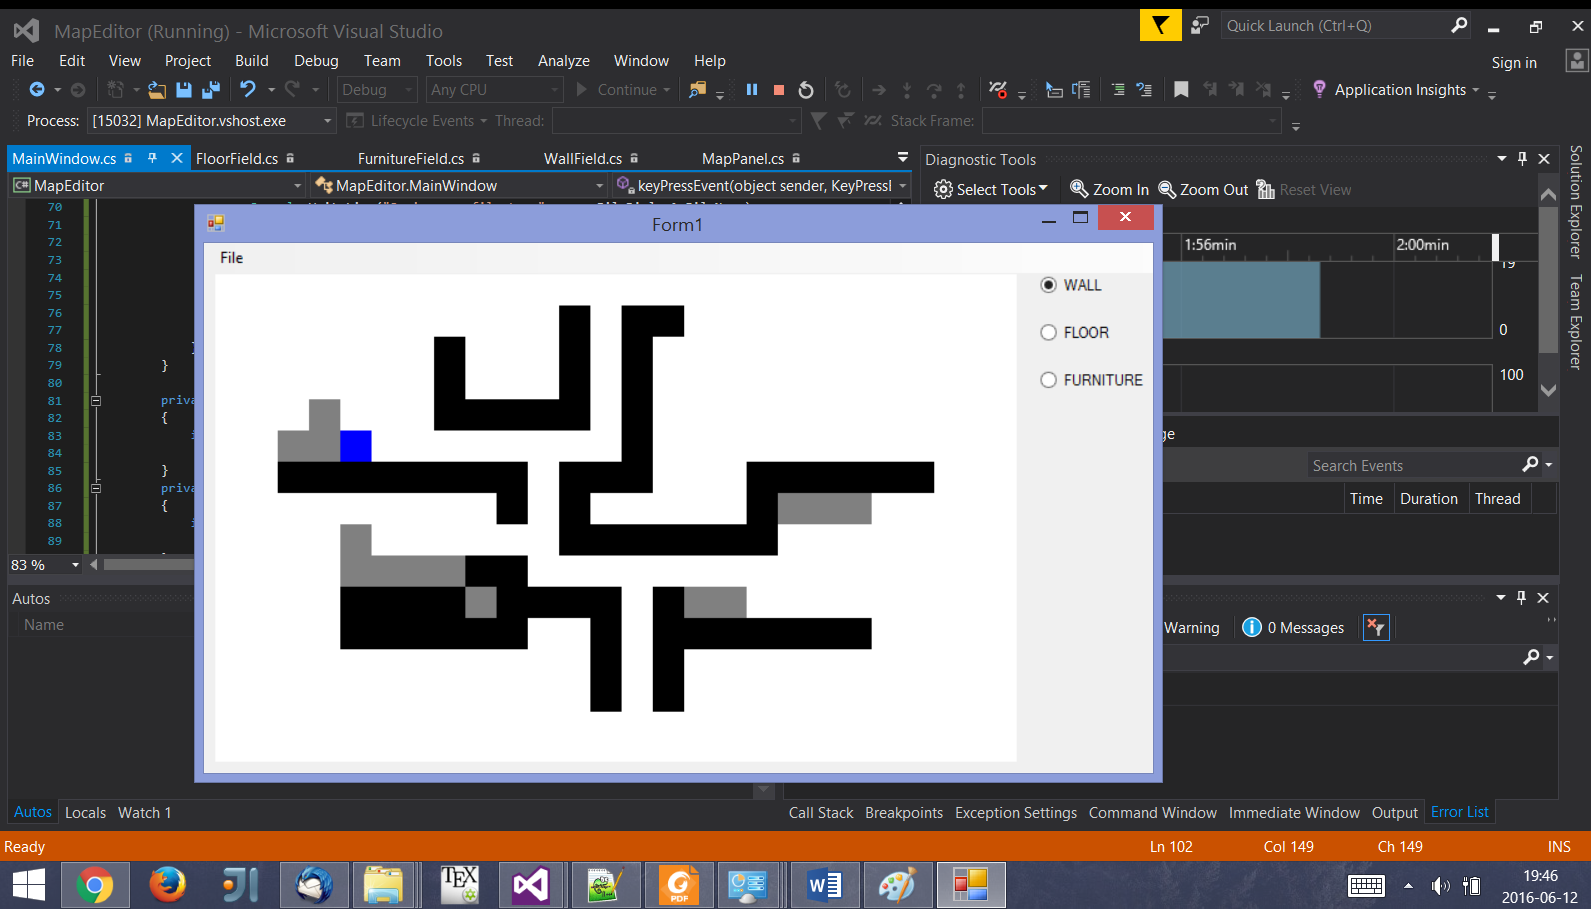 MapEditor (Running) - Microsoft Visual Studio
Quick Launch (Ctrl+Q)
File Edit View Project Build Debug Team Tools Test Analyze Window Help
Sign in
Debug Any CPU Continue Application Insights
Process: [15032] MapEditor.vshost.exe Lifecycle Events Thread: Stack Frame:
MainWindow.cs FloorField.cs FurnitureField.cs WallField.cs MapPanel.cs
Diagnostic Tools
Solution Explorer
Team Explorer
C# MapEditor MapEditor.MainWindow keyPressEvent(object sender, KeyPressE
Select Tools Zoom In Zoom Out Reset View
70
71
72
73
74
75
76
77
78
79 }
80
81 priva
82 {
83
84
85 }
86 priva
87 {
88
89
83 %
Form1
File
WALL
FLOOR
FURNITURE
1:56min 2:00min
19
0
100
ge
Search Events
Time Duration Thread
Autos
Name
Warning 0 Messages
Autos Locals Watch 1
Call Stack Breakpoints Exception Settings Command Window Immediate Window Output Error List
Ready Ln 102 Col 149 Ch 149 INS
TEX
PDF
19:46
2016-06-12